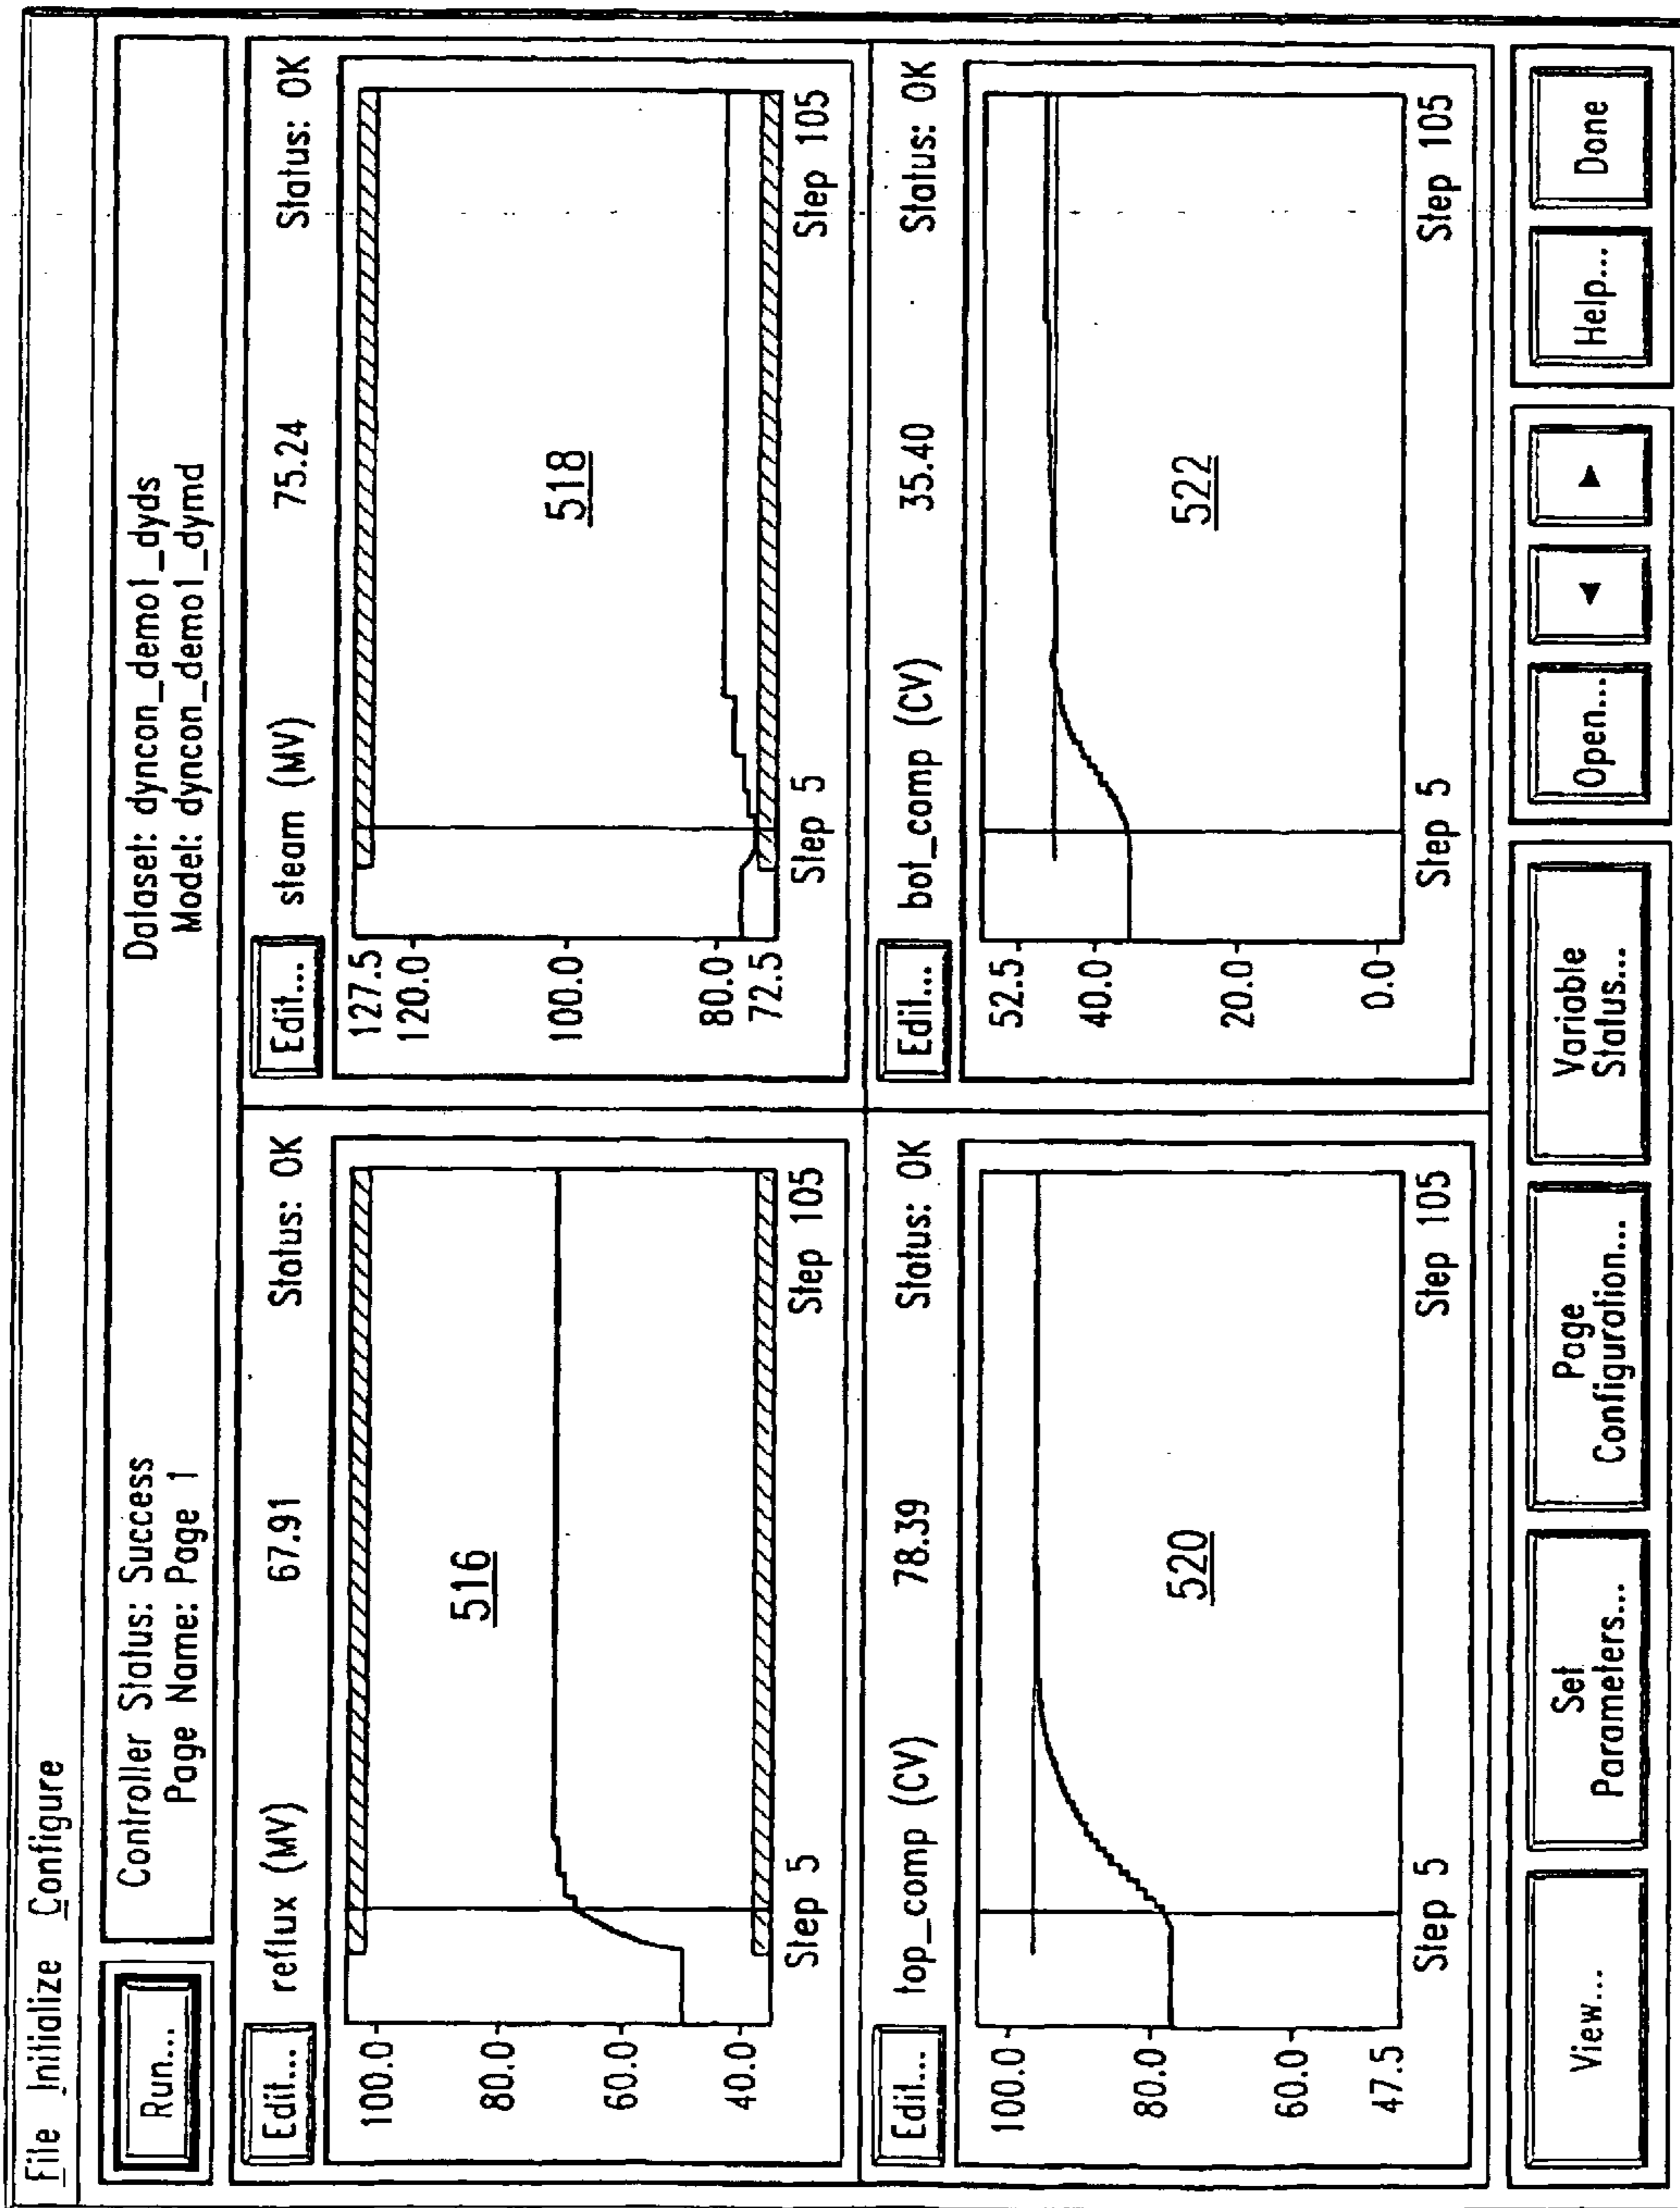 File Initialize Configure
Run...
Controller Status: Success
Page Name: Page 1
Dataset: dyncon_demo1_dyds
Model: dyncon_demo1_dymd
Edit... reflux (MV) 67.91 Status: OK
100.0
80.0
60.0
40.0
516
Step 5 Step 105
Edit... steam (MV) 75.24 Status: OK
127.5
120.0
100.0
80.0
72.5
518
Step 5 Step 105
Edit... top_comp (CV) 78.39 Status: OK
100.0
80.0
60.0
47.5
520
Step 5 Step 105
Edit... bot_comp (CV) 35.40 Status: OK
52.5
40.0
20.0
0.0
522
Step 5 Step 105
View...
Set
Parameters...
Page
Configuration...
Variable
Status...
Open...
Help...
Done